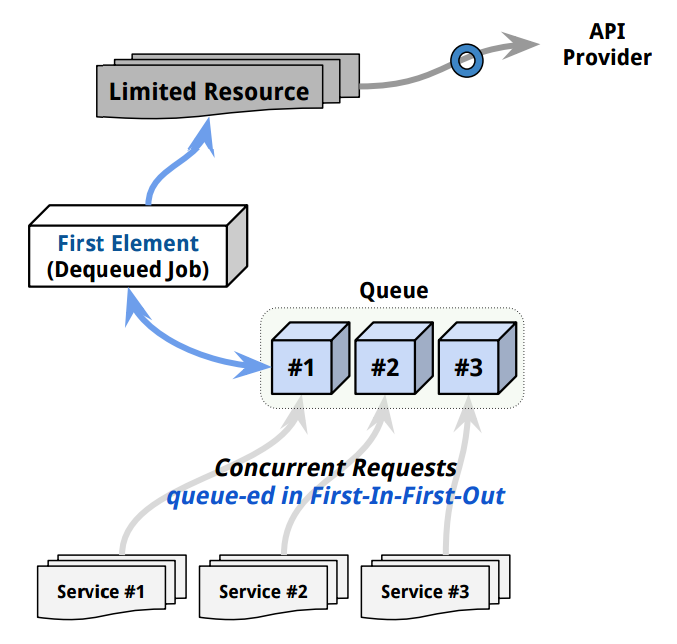 API
Provider
Limited Resource
First Element
(Dequeued Job)
Queue
#1
#2
#3
Concurrent Requests
queue-ed in First-In-First-Out
Service #1
Service #2
Service #3